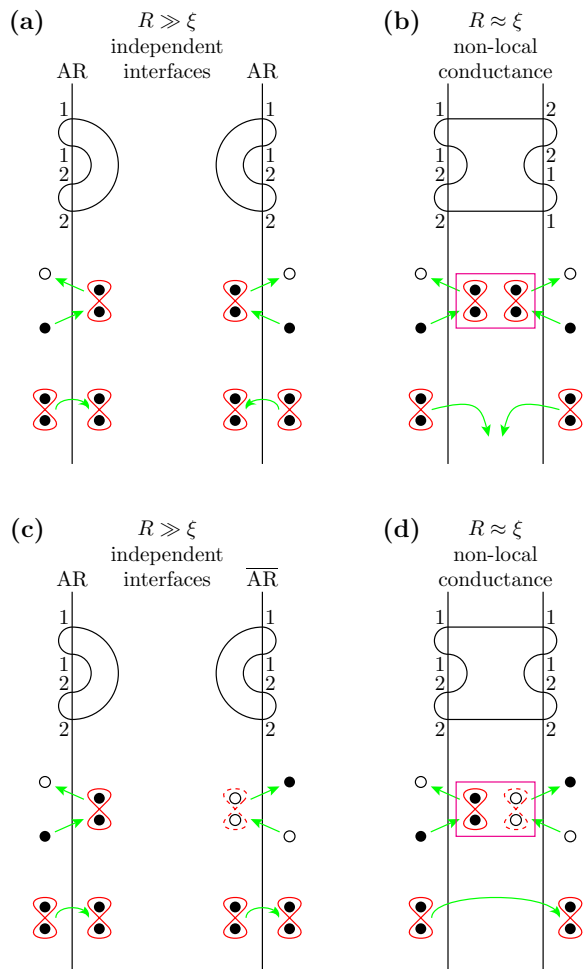 (a)
R ≫ ξ
independent
interfaces
AR
AR
1
1
2
2
1
1
2
2
(b)
R ≈ ξ
non-local
conductance
1
1
2
2
2
2
1
1
(c)
R ≫ ξ
independent
interfaces
AR
A̅R̅
1
1
2
2
1
1
2
2
(d)
R ≈ ξ
non-local
conductance
1
1
2
2
1
1
2
2